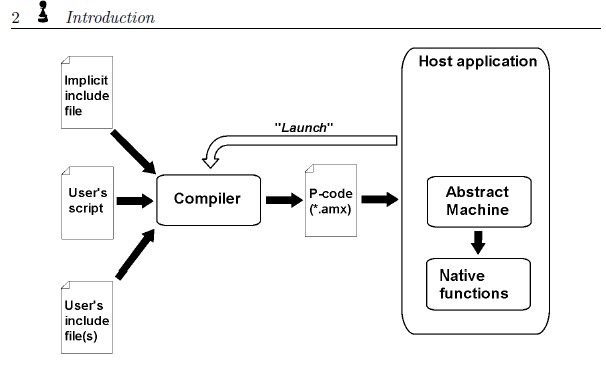 2 Introduction
Host application
Implicit
include
file
"Launch"
User's
script
Compiler
P-code
(*.amx)
Abstract
Machine
Native
functions
User's
include
file(s)